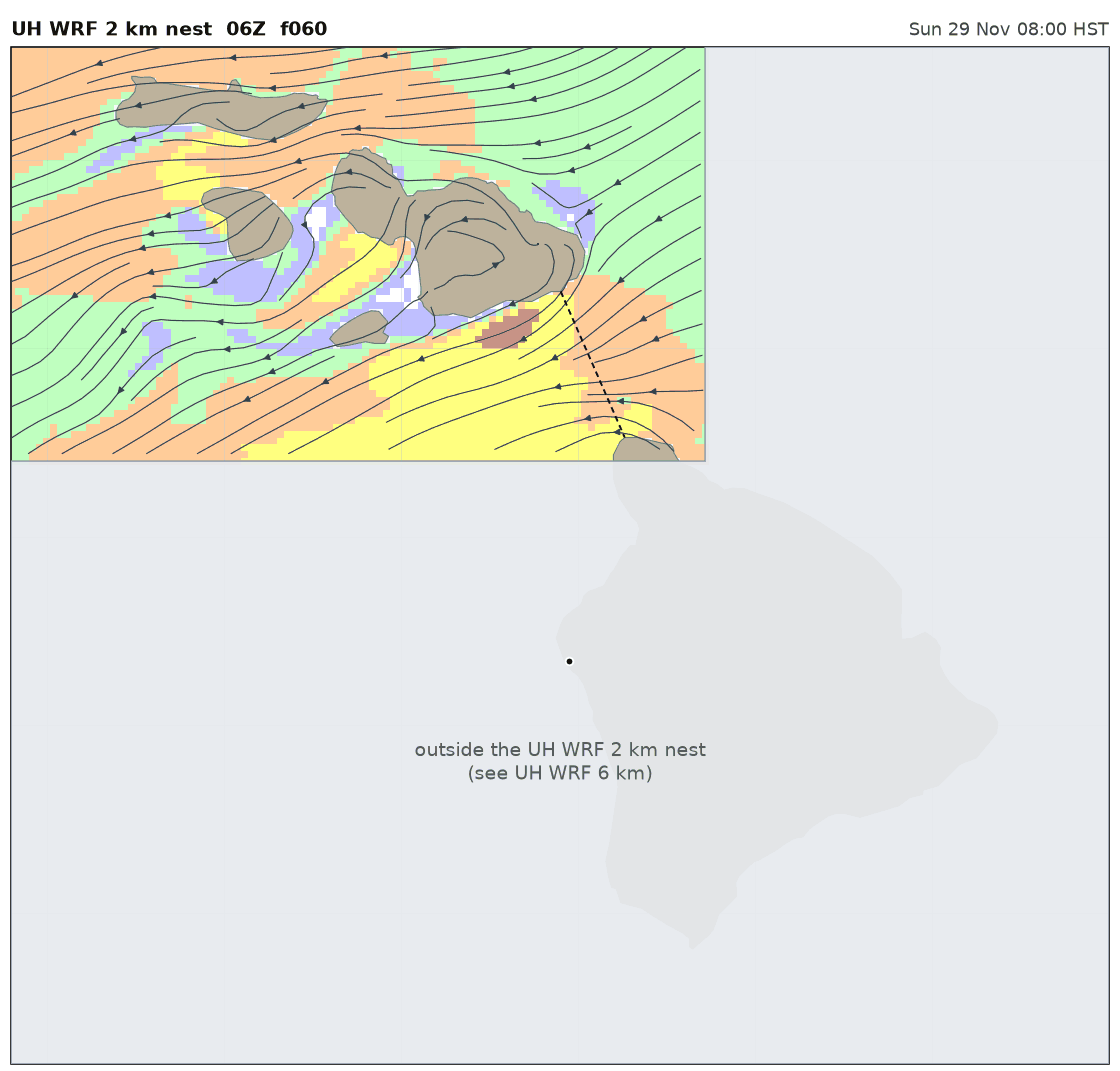 UH WRF 2 km nest  06Z  f060
Sun 29 Nov 08:00 HST
outside the UH WRF 2 km nest
(see UH WRF 6 km)